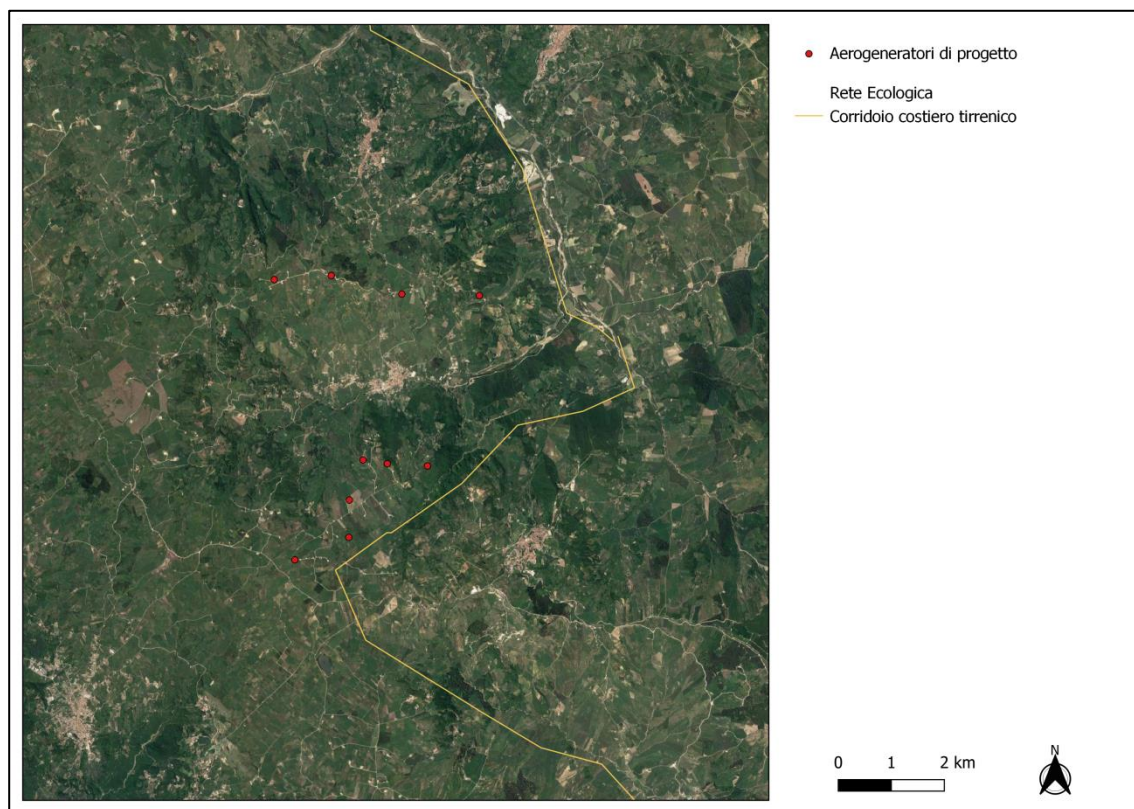 Aerogeneratori di progetto
Rete Ecologica
Corridoio costiero tirrenico
0 1 2 km
N